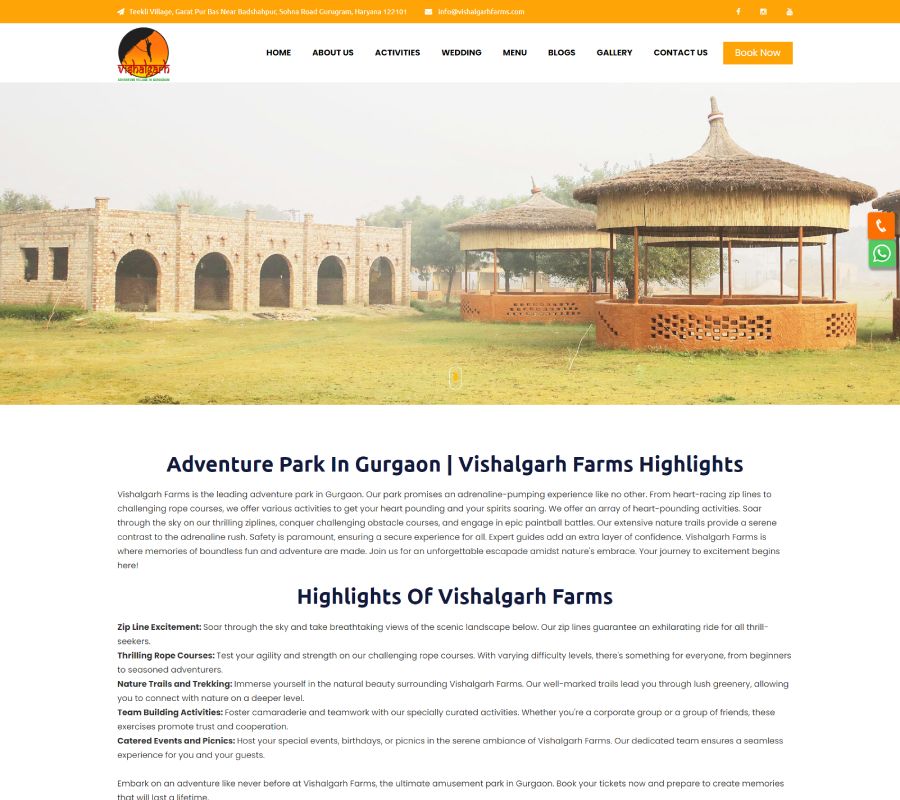 Teekli Village, Garat Pur Bas Near Badshahpur, Sohna Road Gurugram, Haryana 122101
info@vishalgarhfarms.com
vishalgarh
ADVENTURE VILLAGE IN GURUGRAM
HOME
ABOUT US
ACTIVITIES
WEDDING
MENU
BLOGS
GALLERY
CONTACT US
Book Now
Adventure Park In Gurgaon | Vishalgarh Farms Highlights
Vishalgarh Farms is the leading adventure park in Gurgaon. Our park promises an adrenaline-pumping experience like no other. From heart-racing zip lines to
challenging rope courses, we offer various activities to get your heart pounding and your spirits soaring. We offer an array of heart-pounding activities. Soar
through the sky on our thrilling ziplines, conquer challenging obstacle courses, and engage in epic paintball battles. Our extensive nature trails provide a serene
contrast to the adrenaline rush. Safety is paramount, ensuring a secure experience for all. Expert guides add an extra layer of confidence. Vishalgarh Farms is
where memories of boundless fun and adventure are made. Join us for an unforgettable escapade amidst nature's embrace. Your journey to excitement begins
here!
Highlights Of Vishalgarh Farms
Zip Line Excitement: Soar through the sky and take breathtaking views of the scenic landscape below. Our zip lines guarantee an exhilarating ride for all thrill-
seekers.
Thrilling Rope Courses: Test your agility and strength on our challenging rope courses. With varying difficulty levels, there's something for everyone, from beginners
to seasoned adventurers.
Nature Trails and Trekking: Immerse yourself in the natural beauty surrounding Vishalgarh Farms. Our well-marked trails lead you through lush greenery, allowing
you to connect with nature on a deeper level.
Team Building Activities: Foster camaraderie and teamwork with our specially curated activities. Whether you're a corporate group or a group of friends, these
exercises promote trust and cooperation.
Catered Events and Picnics: Host your special events, birthdays, or picnics in the serene ambiance of Vishalgarh Farms. Our dedicated team ensures a seamless
experience for you and your guests.
Embark on an adventure like never before at Vishalgarh Farms, the ultimate amusement park in Gurgaon. Book your tickets now and prepare to create memories
that will last a lifetime.